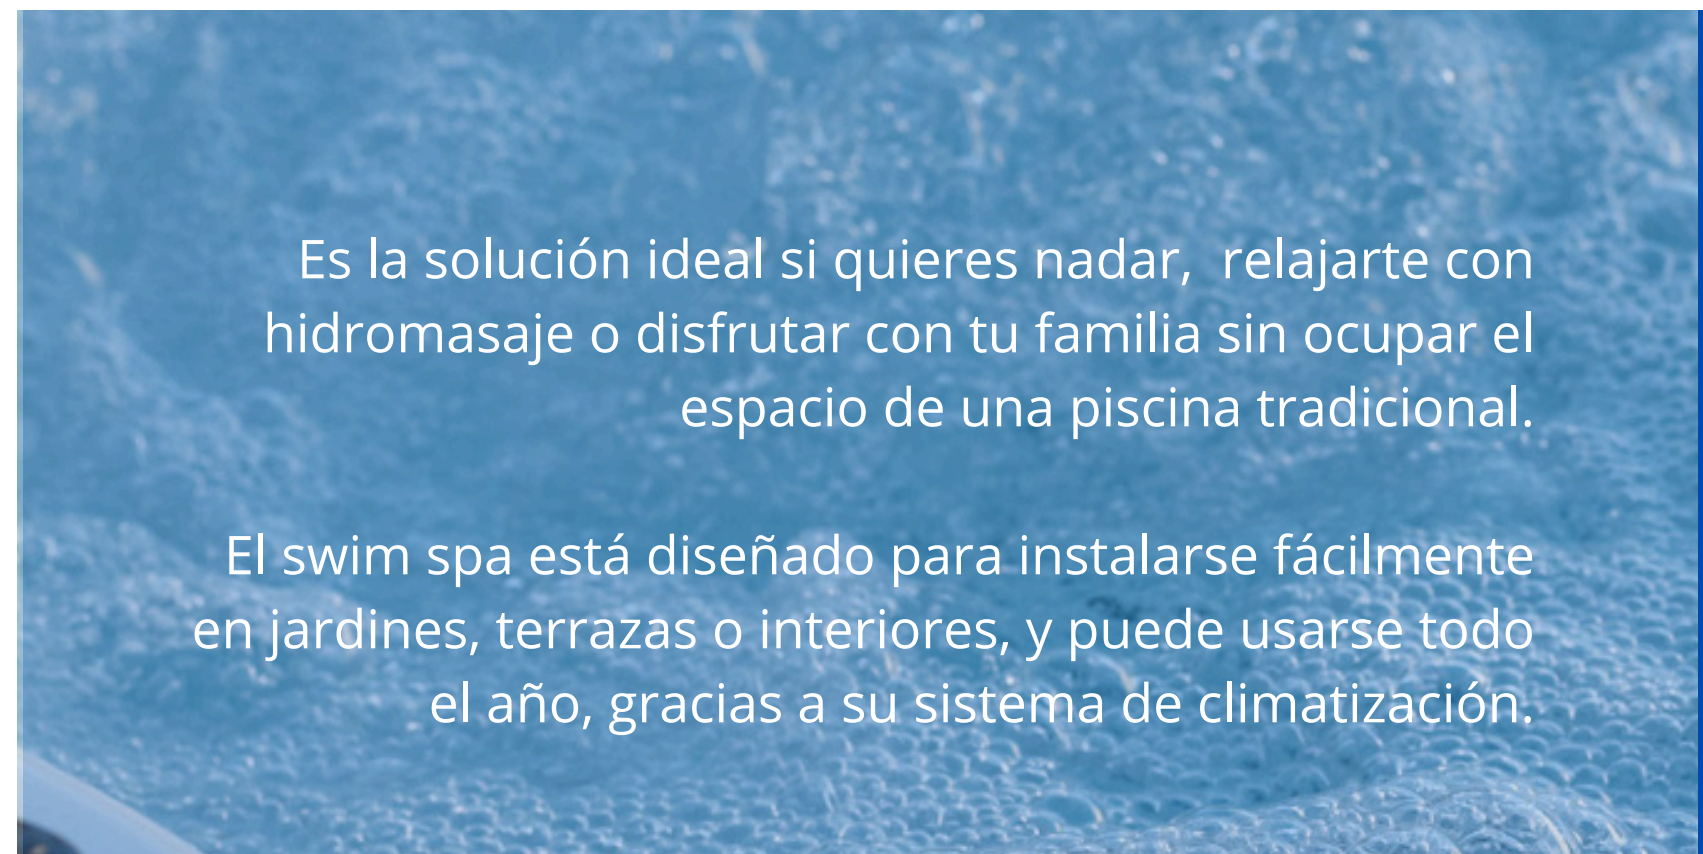 Es la solución ideal si quieres nadar,  relajarte con
hidromasaje o disfrutar con tu familia sin ocupar el
espacio de una piscina tradicional.
El swim spa está diseñado para instalarse fácilmente
en jardines, terrazas o interiores, y puede usarse todo
el año, gracias a su sistema de climatización.